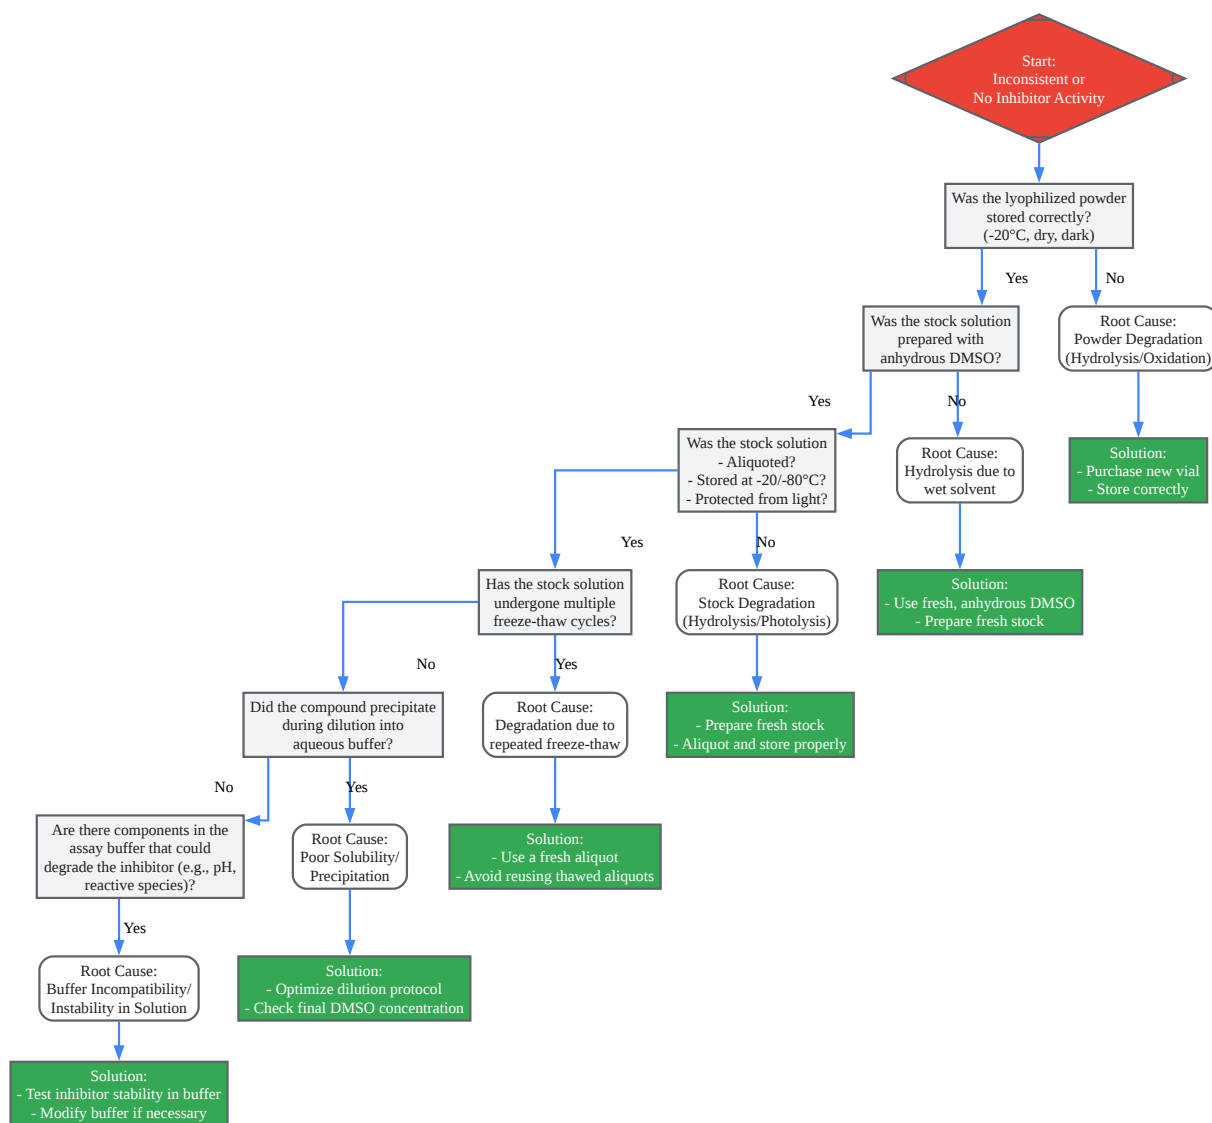 Start:
Inconsistent or
No Inhibitor Activity
Was the lyophilized powder
stored correctly?
(-20°C, dry, dark)
Yes
No
Was the stock solution
prepared with
anhydrous DMSO?
Root Cause:
Powder Degradation
(Hydrolysis/Oxidation)
Yes
No
Was the stock solution
- Aliquoted?
- Stored at -20/-80°C?
- Protected from light?
Root Cause:
Hydrolysis due to
wet solvent
Solution:
- Purchase new vial
- Store correctly
Yes
No
Has the stock solution
undergone multiple
freeze-thaw cycles?
Root Cause:
Stock Degradation
(Hydrolysis/Photolysis)
Solution:
- Use fresh, anhydrous DMSO
- Prepare fresh stock
No
Yes
Did the compound precipitate
during dilution into
aqueous buffer?
Root Cause:
Degradation due to
repeated freeze-thaw
Solution:
- Prepare fresh stock
- Aliquot and store properly
No
Yes
Are there components in the
assay buffer that could
degrade the inhibitor (e.g., pH,
reactive species)?
Root Cause:
Poor Solubility/
Precipitation
Solution:
- Use a fresh aliquot
- Avoid reusing thawed aliquots
Yes
Root Cause:
Buffer Incompatibility/
Instability in Solution
Solution:
- Optimize dilution protocol
- Check final DMSO concentration
Solution:
- Test inhibitor stability in buffer
- Modify buffer if necessary